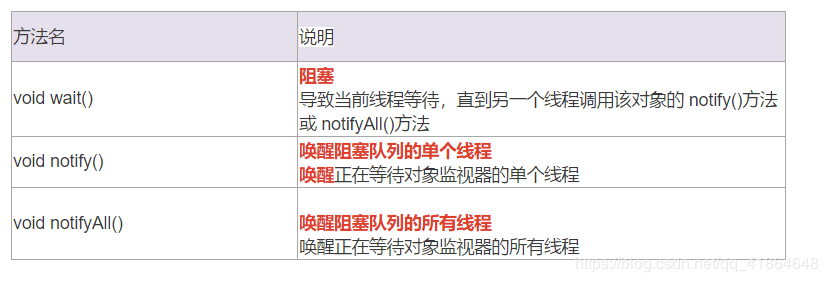 方法名
说明
void wait()
阻塞
导致当前线程等待，直到另一个线程调用该对象的 notify()方法
或 notifyAll()方法
void notify()
唤醒阻塞队列的单个线程
唤醒正在等待对象监视器的单个线程
void notifyAll()
唤醒阻塞队列的所有线程
唤醒正在等待对象监视器的所有线程
https://blog.csdn.net/qq_41864648